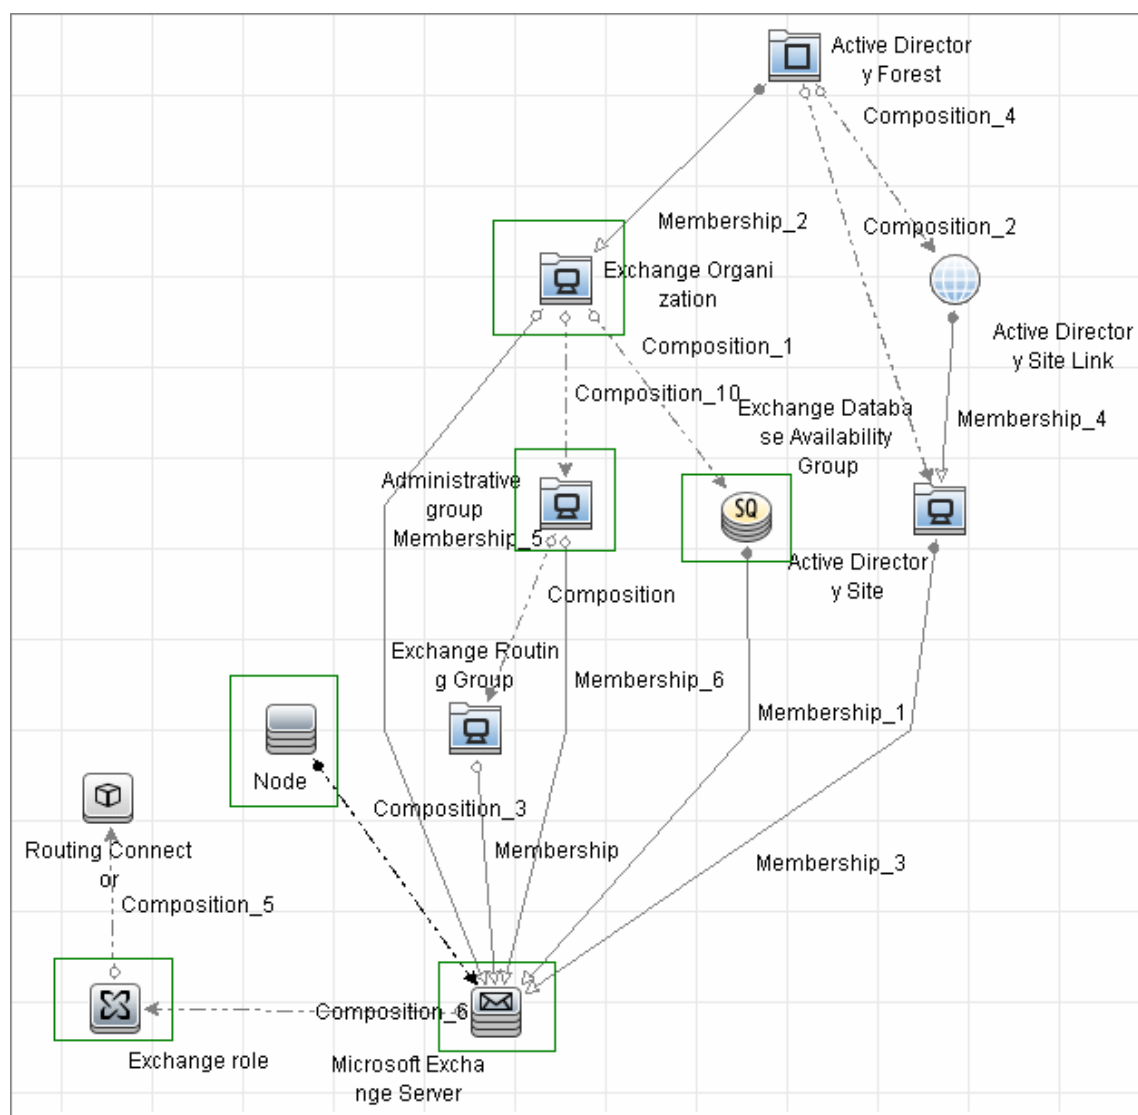 Active Director
y Forest
Composition_4
Membership_2
Composition_2
Exchange Organi
zation
Active Director
y Site Link
Composition_1
Composition_10
Exchange Databa
se Availability
Group
Membership_4
Administrative
group
SQ
Membership_5
Active Director
y Site
Composition
Exchange Routin
g Group
Membership_6
Membership_1
Node
Composition_3
Routing Connect
or
Membership
Membership_3
Composition_5
Composition_6
Exchange role
Microsoft Excha
nge Server